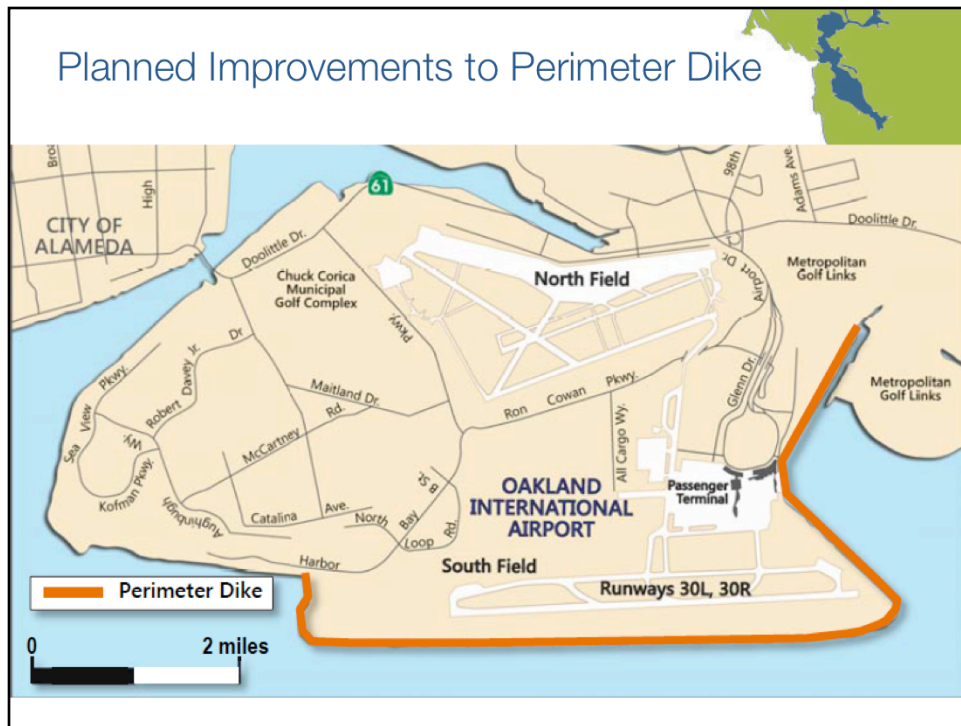 Planned Improvements to Perimeter Dike
61
CITY OF
ALAMEDA
High
98th
Adams Ave.
Doolittle Dr.
Doolittle Dr.
Airport Dr.
Metropolitan
Golf Links
Chuck Corica
Municipal
Golf Complex
North Field
Pkwy.
Sea View Pkwy.
Robert Davey Jr. Dr
Maitland Dr.
McCartney Rd.
Ron Cowan Pkwy.
Glenn Dr.
Metropolitan
Golf Links
All Cargo Wy.
Kofman Pkwy.
Aughinbugh Wy.
Catalina Ave.
North Loop Rd.
Harbor Bay
OAKLAND
INTERNATIONAL
AIRPORT
Passenger
Terminal
South Field
Runways 30L, 30R
Perimeter Dike
0 2 miles